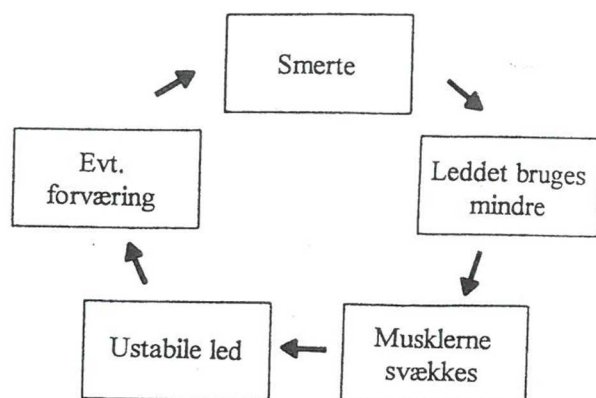 Smerte
Leddet bruges
mindre
Musklerne
svækkes
Ustabile led
Evt.
forværing